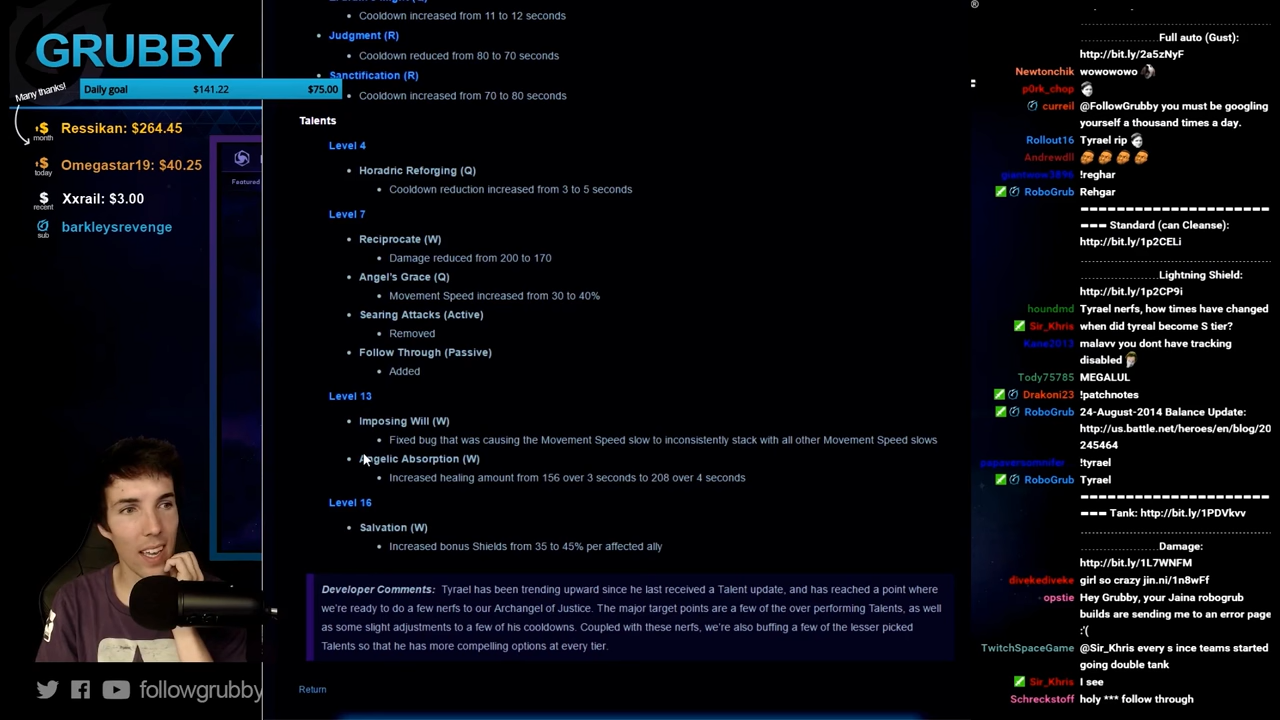 GRUBBY
Many thanks!
Daily goal $141.22 $75.00
month Ressikan: $264.45
today Omegastar19: $40.25
recent Xxrail: $3.00
sub barkleysrevenge
Featured
followgrubby
Cooldown increased from 11 to 12 seconds
Judgment (R)
Cooldown reduced from 80 to 70 seconds
Sanctification (R)
Cooldown increased from 70 to 80 seconds
Talents
Level 4
Horadric Reforging (Q)
Cooldown reduction increased from 3 to 5 seconds
Level 7
Reciprocate (W)
Damage reduced from 200 to 170
Angel's Grace (Q)
Movement Speed increased from 30 to 40%
Searing Attacks (Active)
Removed
Follow Through (Passive)
Added
Level 13
Imposing Will (W)
Fixed bug that was causing the Movement Speed slow to inconsistently stack with all other Movement Speed slows
Angelic Absorption (W)
Increased healing amount from 156 over 3 seconds to 208 over 4 seconds
Level 16
Salvation (W)
Increased bonus Shields from 35 to 45% per affected ally
Developer Comments: Tyrael has been trending upward since he last received a Talent update, and has reached a point where
we're ready to do a few nerfs to our Archangel of Justice. The major target points are a few of the over performing Talents, as well
as some slight adjustments to a few of his cooldowns. Coupled with these nerfs, we're also buffing a few of the lesser picked
Talents so that he has more compelling options at every tier.
Return
®
Full auto (Gust):
http://bit.ly/2a5zNyF
Newtonchik wowowowo
p0rk_chop
curreil @FollowGrubby you must be googling
yourself a thousand times a day.
Rollout16 Tyrael rip
Andrewdll
giantwow3896 !reghar
RoboGrub Rehgar
Standard (can Cleanse):
http://bit.ly/1p2CELi
Lightning Shield:
http://bit.ly/1p2CP9i
houndmd Tyrael nerfs, how times have changed
Sir_Khris when did tyreal become S tier?
Kane2013 malavv you dont have tracking
disabled
Tody75785 MEGALUL
Drakoni23 !patchnotes
RoboGrub 24-August-2014 Balance Update:
http://us.battle.net/heroes/en/blog/20
245464
papaversomnifer !tyrael
RoboGrub Tyrael
Tank: http://bit.ly/1PDVkvv
Damage:
http://bit.ly/1L7WNFM
divekediveke girl so crazy jin.ni/1n8wFf
opstie Hey Grubby, your Jaina robogrub
builds are sending me to an error page
:'(
TwitchSpaceGame @Sir_Khris every s ince teams started
going double tank
Sir_Khris I see
Schreckstoff holy *** follow through